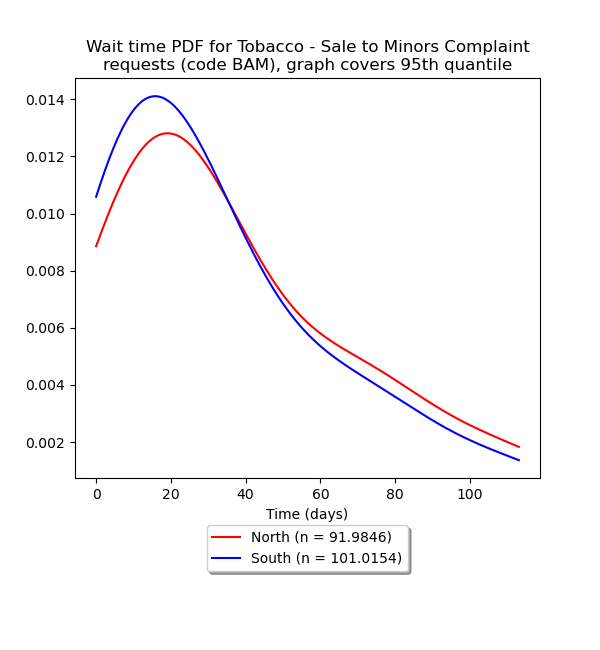 Wait time PDF for Tobacco - Sale to Minors Complaint
requests (code BAM), graph covers 95th quantile
0.014
0.012
0.010
0.008
0.006
0.004
0.002
0 20 40 60 80 100
Time (days)
North (n = 91.9846)
South (n = 101.0154)